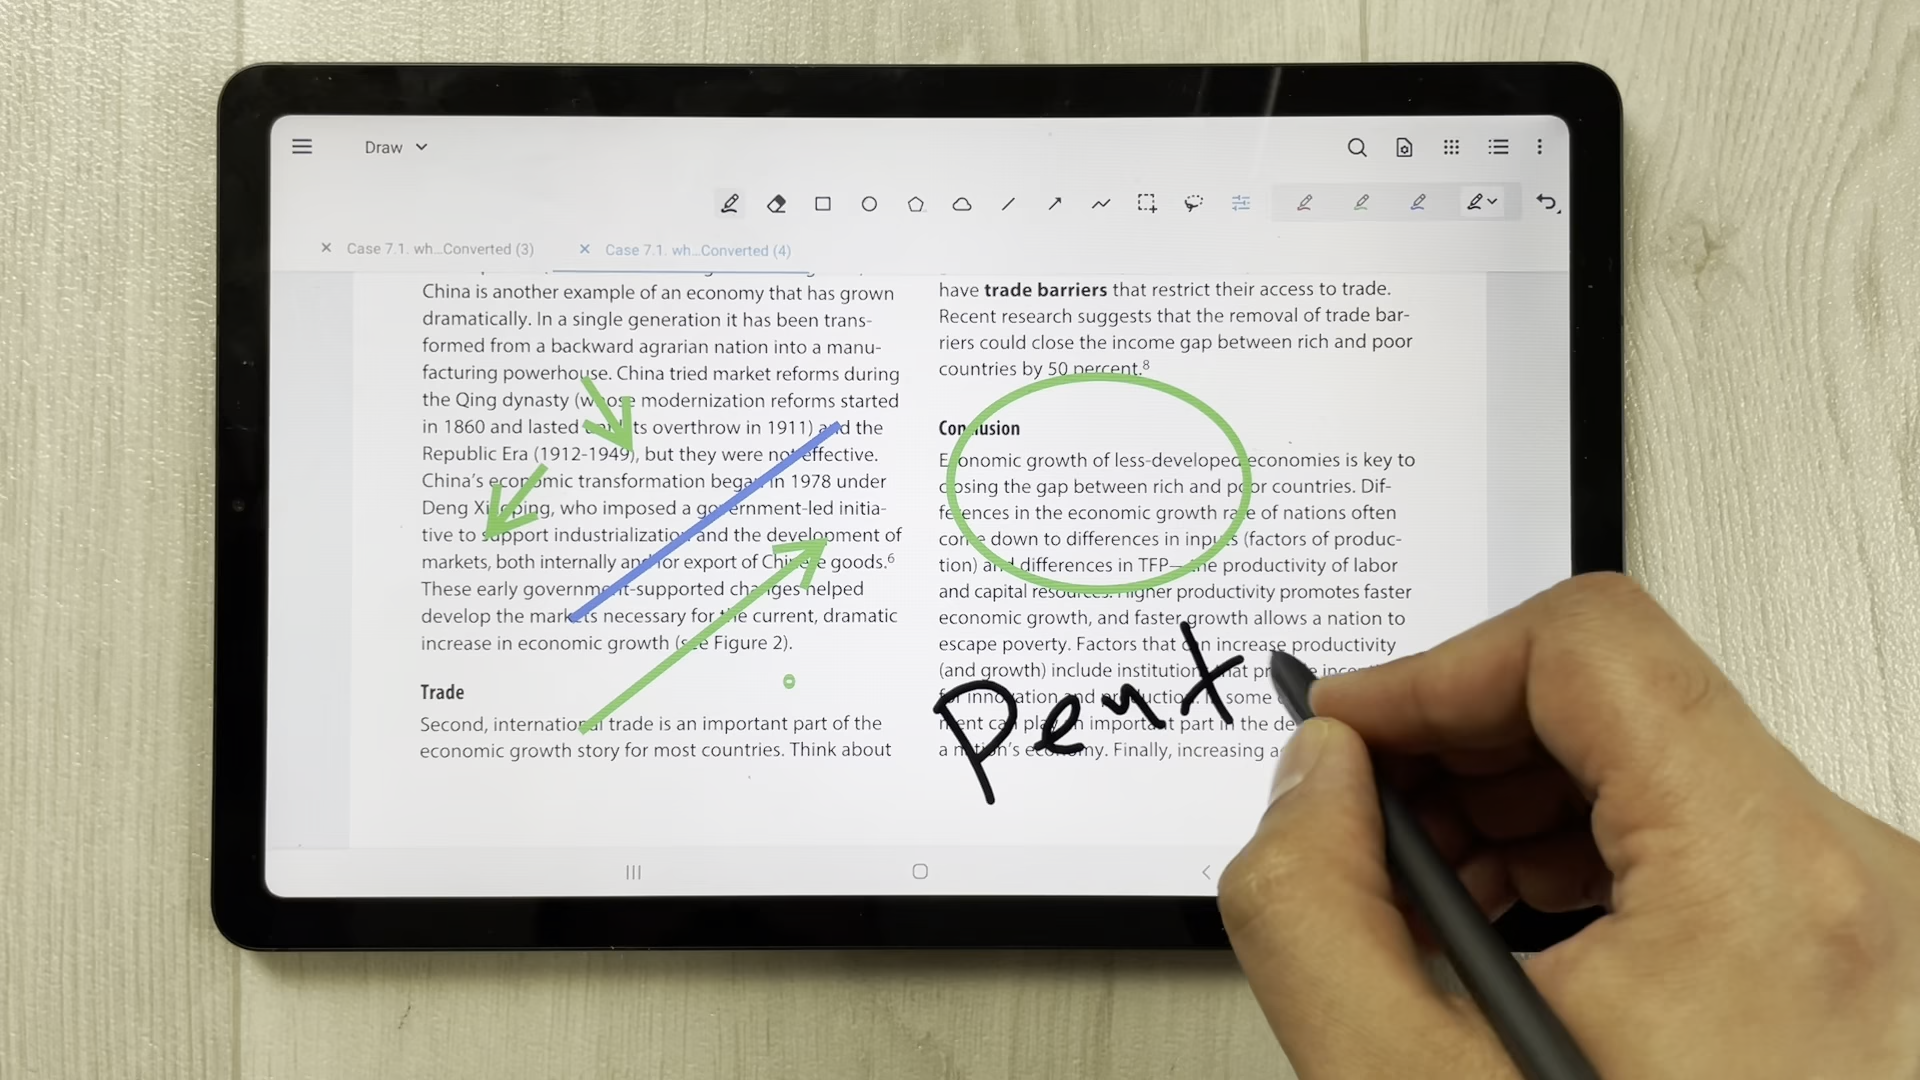 Draw
Case 7.1. wh...Converted (3)
Case 7.1. wh...Converted (4)
China is another example of an economy that has grown
dramatically. In a single generation it has been trans-
formed from a backward agrarian nation into a manu-
facturing powerhouse. China tried market reforms during
the Qing dynasty (whose modernization reforms started
in 1860 and lasted until its overthrow in 1911) and the
Republic Era (1912-1949), but they were not effective.
China's economic transformation began in 1978 under
Deng Xiaoping, who imposed a government-led initia-
tive to support industrialization and the development of
markets, both internally and for export of Chinese goods.6
These early government-supported changes helped
develop the markets necessary for the current, dramatic
increase in economic growth (see Figure 2).
Trade
Second, international trade is an important part of the
economic growth story for most countries. Think about
have trade barriers that restrict their access to trade.
Recent research suggests that the removal of trade bar-
riers could close the income gap between rich and poor
countries by 50 percent.8
Conclusion
Economic growth of less-developed economies is key to
closing the gap between rich and poor countries. Dif-
ferences in the economic growth rate of nations often
come down to differences in inputs (factors of produc-
tion) and differences in TFP—the productivity of labor
and capital resources. Higher productivity promotes faster
economic growth, and faster growth allows a nation to
escape poverty. Factors that can increase productivity
(and growth) include institutions that provide
for innovation and production. In some
ment can play an important part in the
a nation's economy. Finally, increasing
Pent